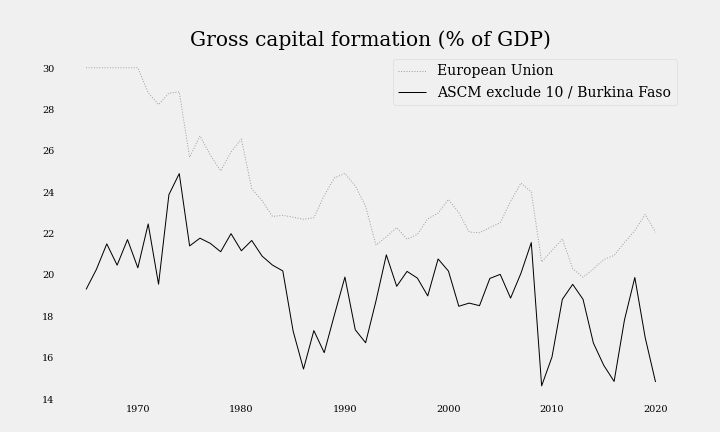 Gross capital formation (% of GDP)
European Union
ASCM exclude 10 / Burkina Faso
30
28
26
24
22
20
18
16
14
1970 1980 1990 2000 2010 2020